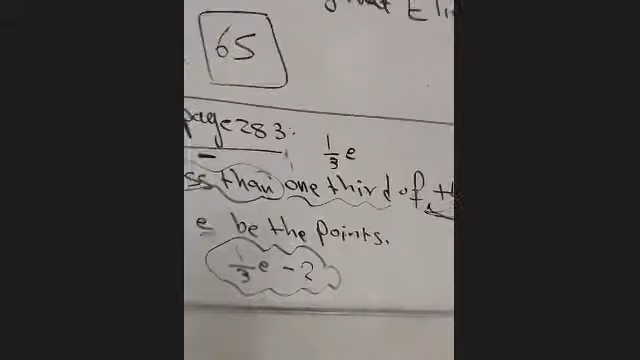 65
page 283:
1/3 e
ss than one third of
e be the points.
1/3 e - 2